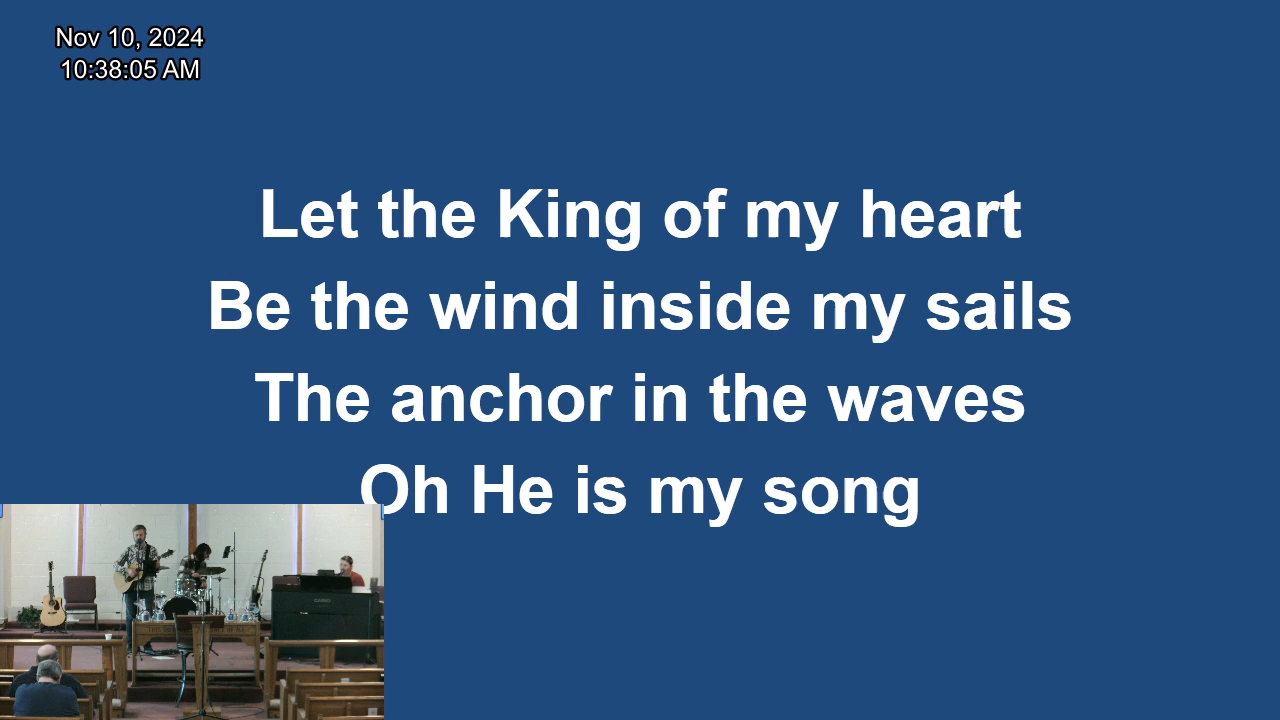 Nov 10, 2024
10:38:05 AM
Let the King of my heart
Be the wind inside my sails
The anchor in the waves
Oh He is my song